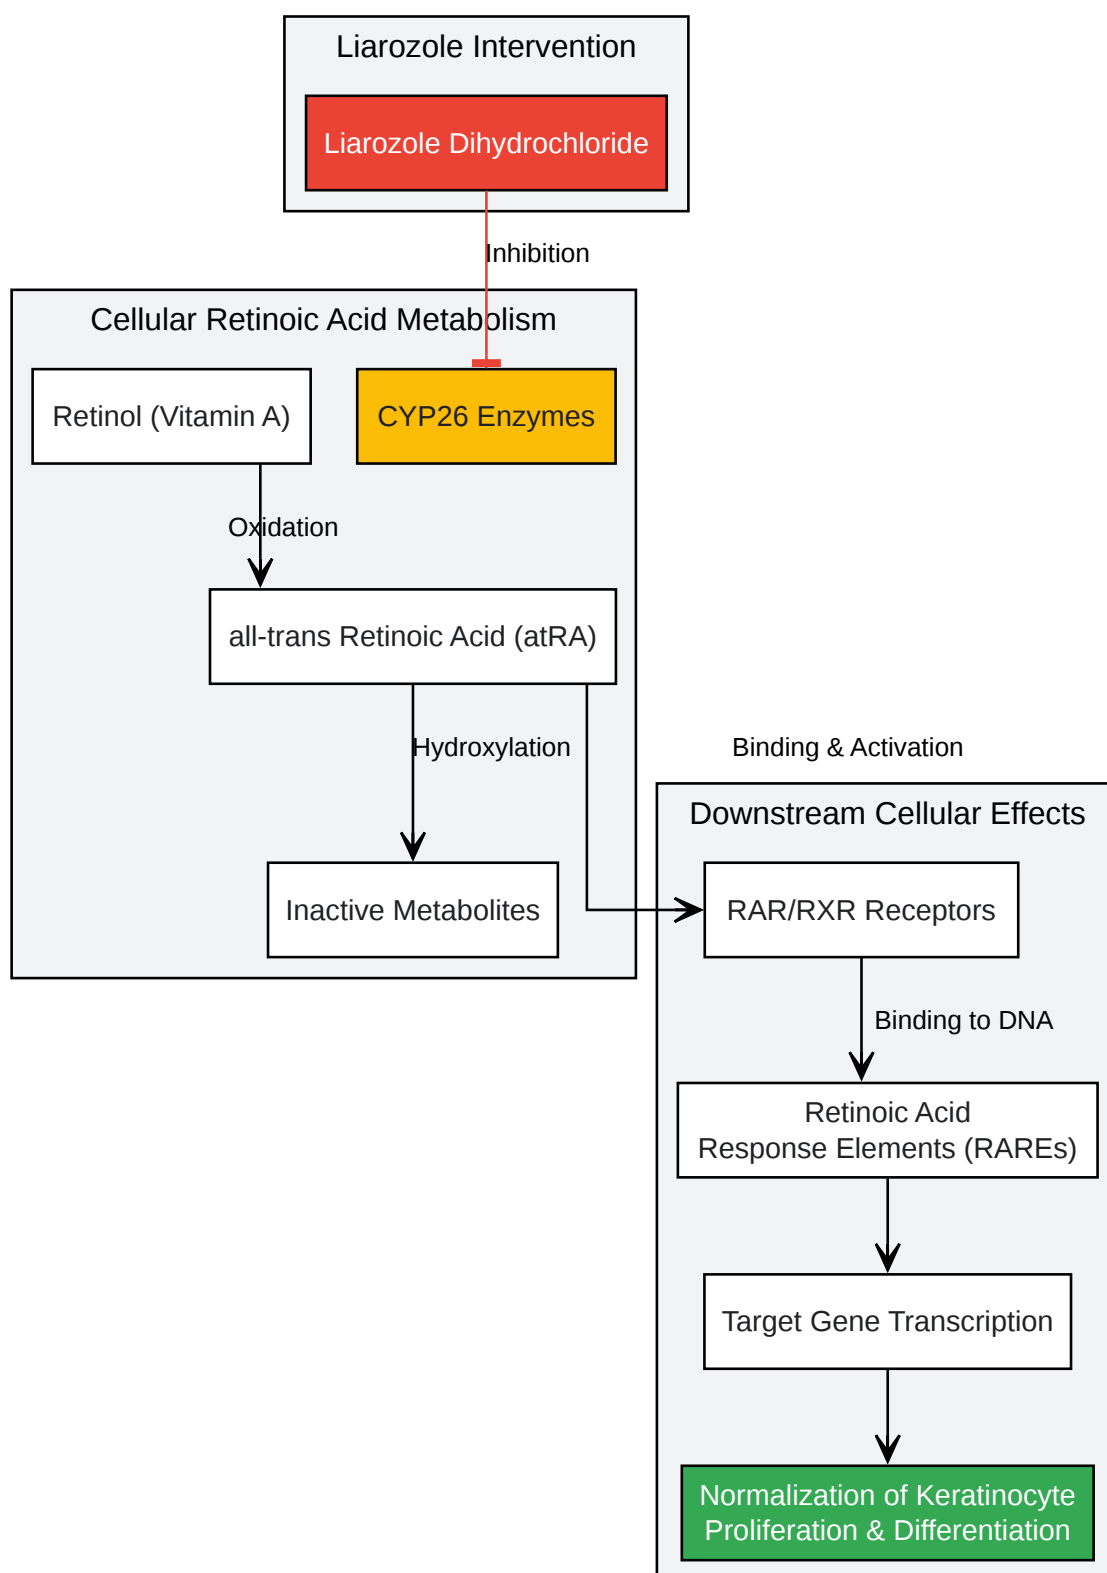 Liarozole Intervention
Liarozole Dihydrochloride
Inhibition
Cellular Retinoic Acid Metabolism
Retinol (Vitamin A)
CYP26 Enzymes
Oxidation
all-trans Retinoic Acid (atRA)
Hydroxylation
Binding & Activation
Downstream Cellular Effects
Inactive Metabolites
RAR/RXR Receptors
Binding to DNA
Retinoic Acid
Response Elements (RAREs)
Target Gene Transcription
Normalization of Keratinocyte
Proliferation & Differentiation